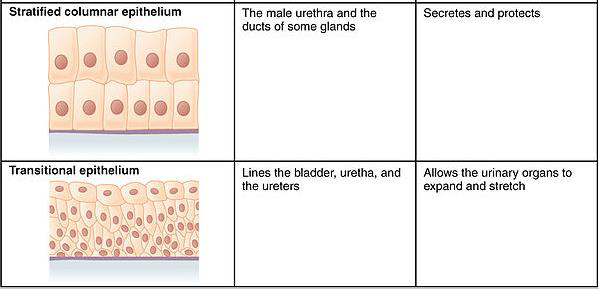 Stratified columnar epithelium
The male urethra and the
ducts of some glands
Secretes and protects
Transitional epithelium
Lines the bladder, uretha, and
the ureters
Allows the urinary organs to
expand and stretch